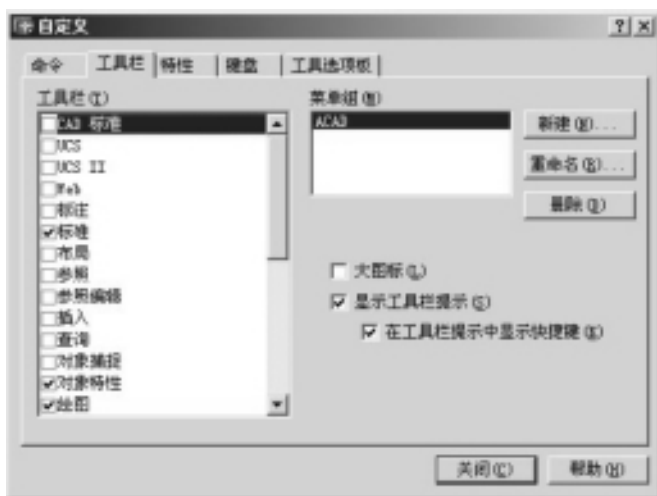 自定义
命令 工具栏 特性 键盘 工具选项板
工具栏(T)
CAD 标准
UCS
UCS II
Web
标注
标准
布局
参照
参照编辑
插入
查询
对象捕捉
对象特性
绘图
菜单组(M)
ACAD
新建(N)...
重命名(R)...
删除(D)
大图标(L)
显示工具栏提示(S)
在工具栏提示中显示快捷键(K)
关闭(C)
帮助(H)